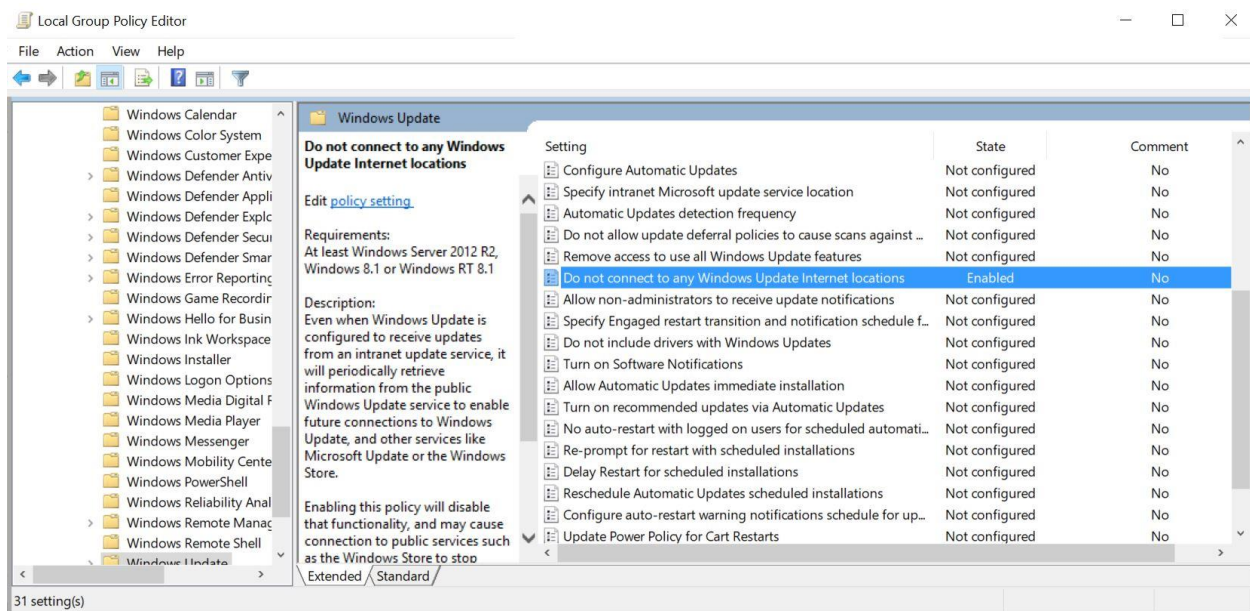 Local Group Policy Editor
File Action View Help
Windows Calendar
Windows Color System
Windows Customer Expe
Windows Defender Antiv
Windows Defender Appli
Windows Defender Explc
Windows Defender Secur
Windows Defender Smar
Windows Error Reporting
Windows Game Recordir
Windows Hello for Busin
Windows Ink Workspace
Windows Installer
Windows Logon Options
Windows Media Digital F
Windows Media Player
Windows Messenger
Windows Mobility Cente
Windows PowerShell
Windows Reliability Anal
Windows Remote Manag
Windows Remote Shell
Windows Update
Windows Update
Do not connect to any Windows
Update Internet locations
Edit policy setting
Requirements:
At least Windows Server 2012 R2,
Windows 8.1 or Windows RT 8.1
Description:
Even when Windows Update is
configured to receive updates
from an intranet update service, it
will periodically retrieve
information from the public
Windows Update service to enable
future connections to Windows
Update, and other services like
Microsoft Update or the Windows
Store.
Enabling this policy will disable
that functionality, and may cause
connection to public services such
as the Windows Store to stop
Setting State Comment
Configure Automatic Updates Not configured No
Specify intranet Microsoft update service location Not configured No
Automatic Updates detection frequency Not configured No
Do not allow update deferral policies to cause scans against ... Not configured No
Remove access to use all Windows Update features Not configured No
Do not connect to any Windows Update Internet locations Enabled No
Allow non-administrators to receive update notifications Not configured No
Specify Engaged restart transition and notification schedule f... Not configured No
Do not include drivers with Windows Updates Not configured No
Turn on Software Notifications Not configured No
Allow Automatic Updates immediate installation Not configured No
Turn on recommended updates via Automatic Updates Not configured No
No auto-restart with logged on users for scheduled automati... Not configured No
Re-prompt for restart with scheduled installations Not configured No
Delay Restart for scheduled installations Not configured No
Reschedule Automatic Updates scheduled installations Not configured No
Configure auto-restart warning notifications schedule for up... Not configured No
Update Power Policy for Cart Restarts Not configured No
Extended Standard
31 setting(s)